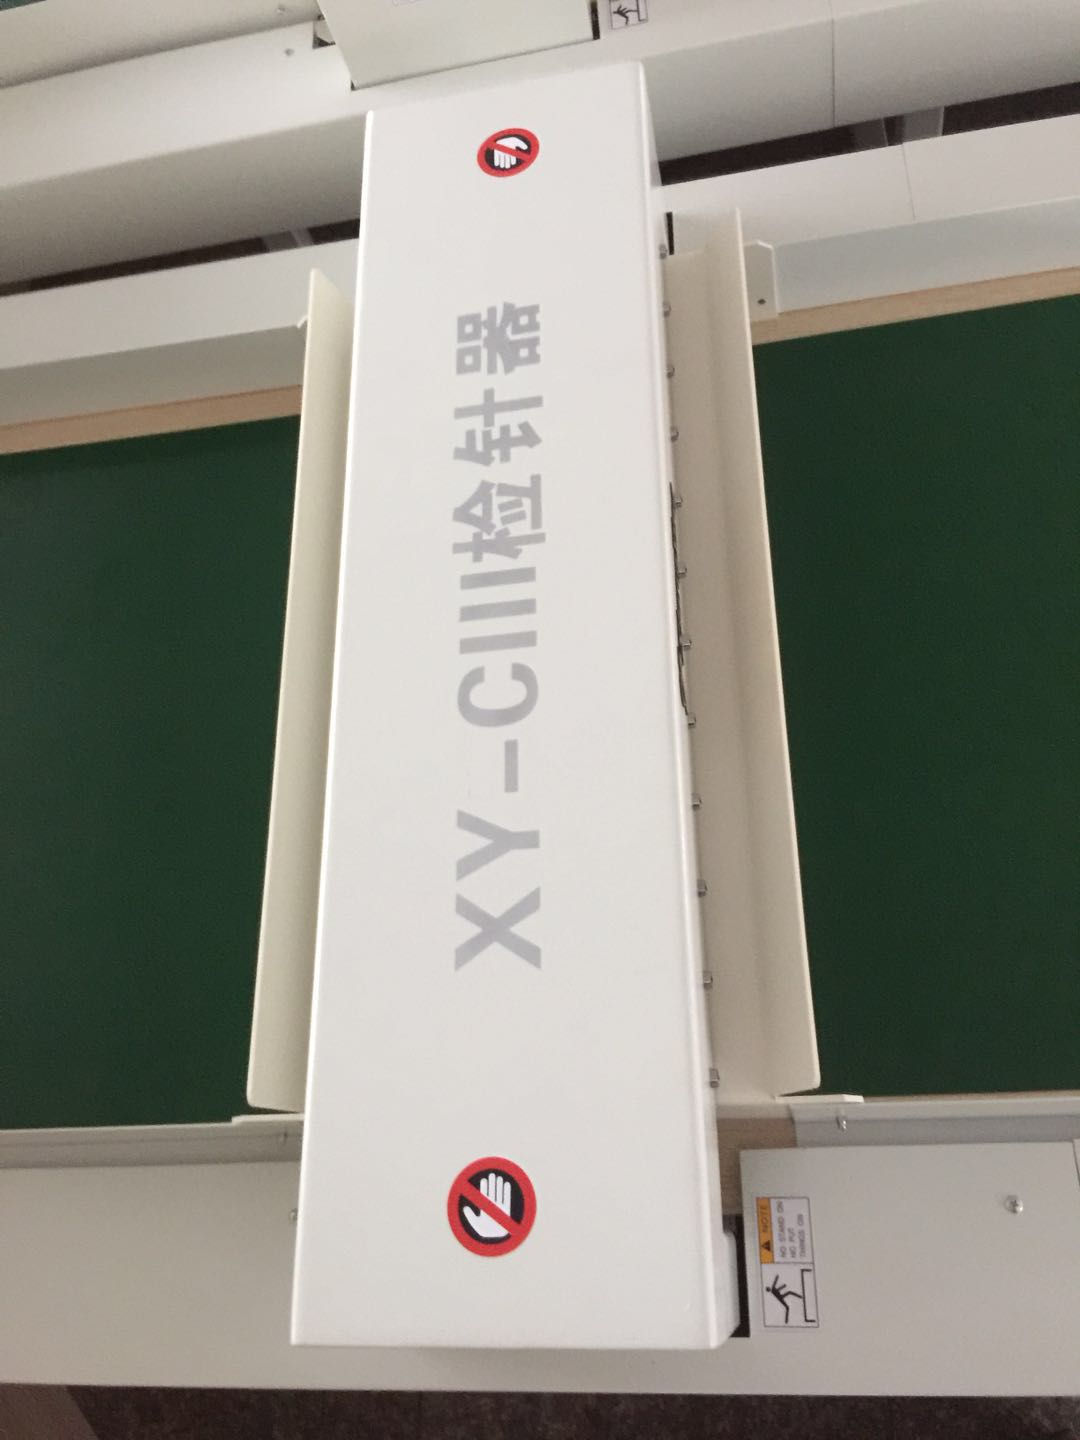 XY-CIII检针器
NOTE
NO STAND ON
NO PUT
THINGS ON